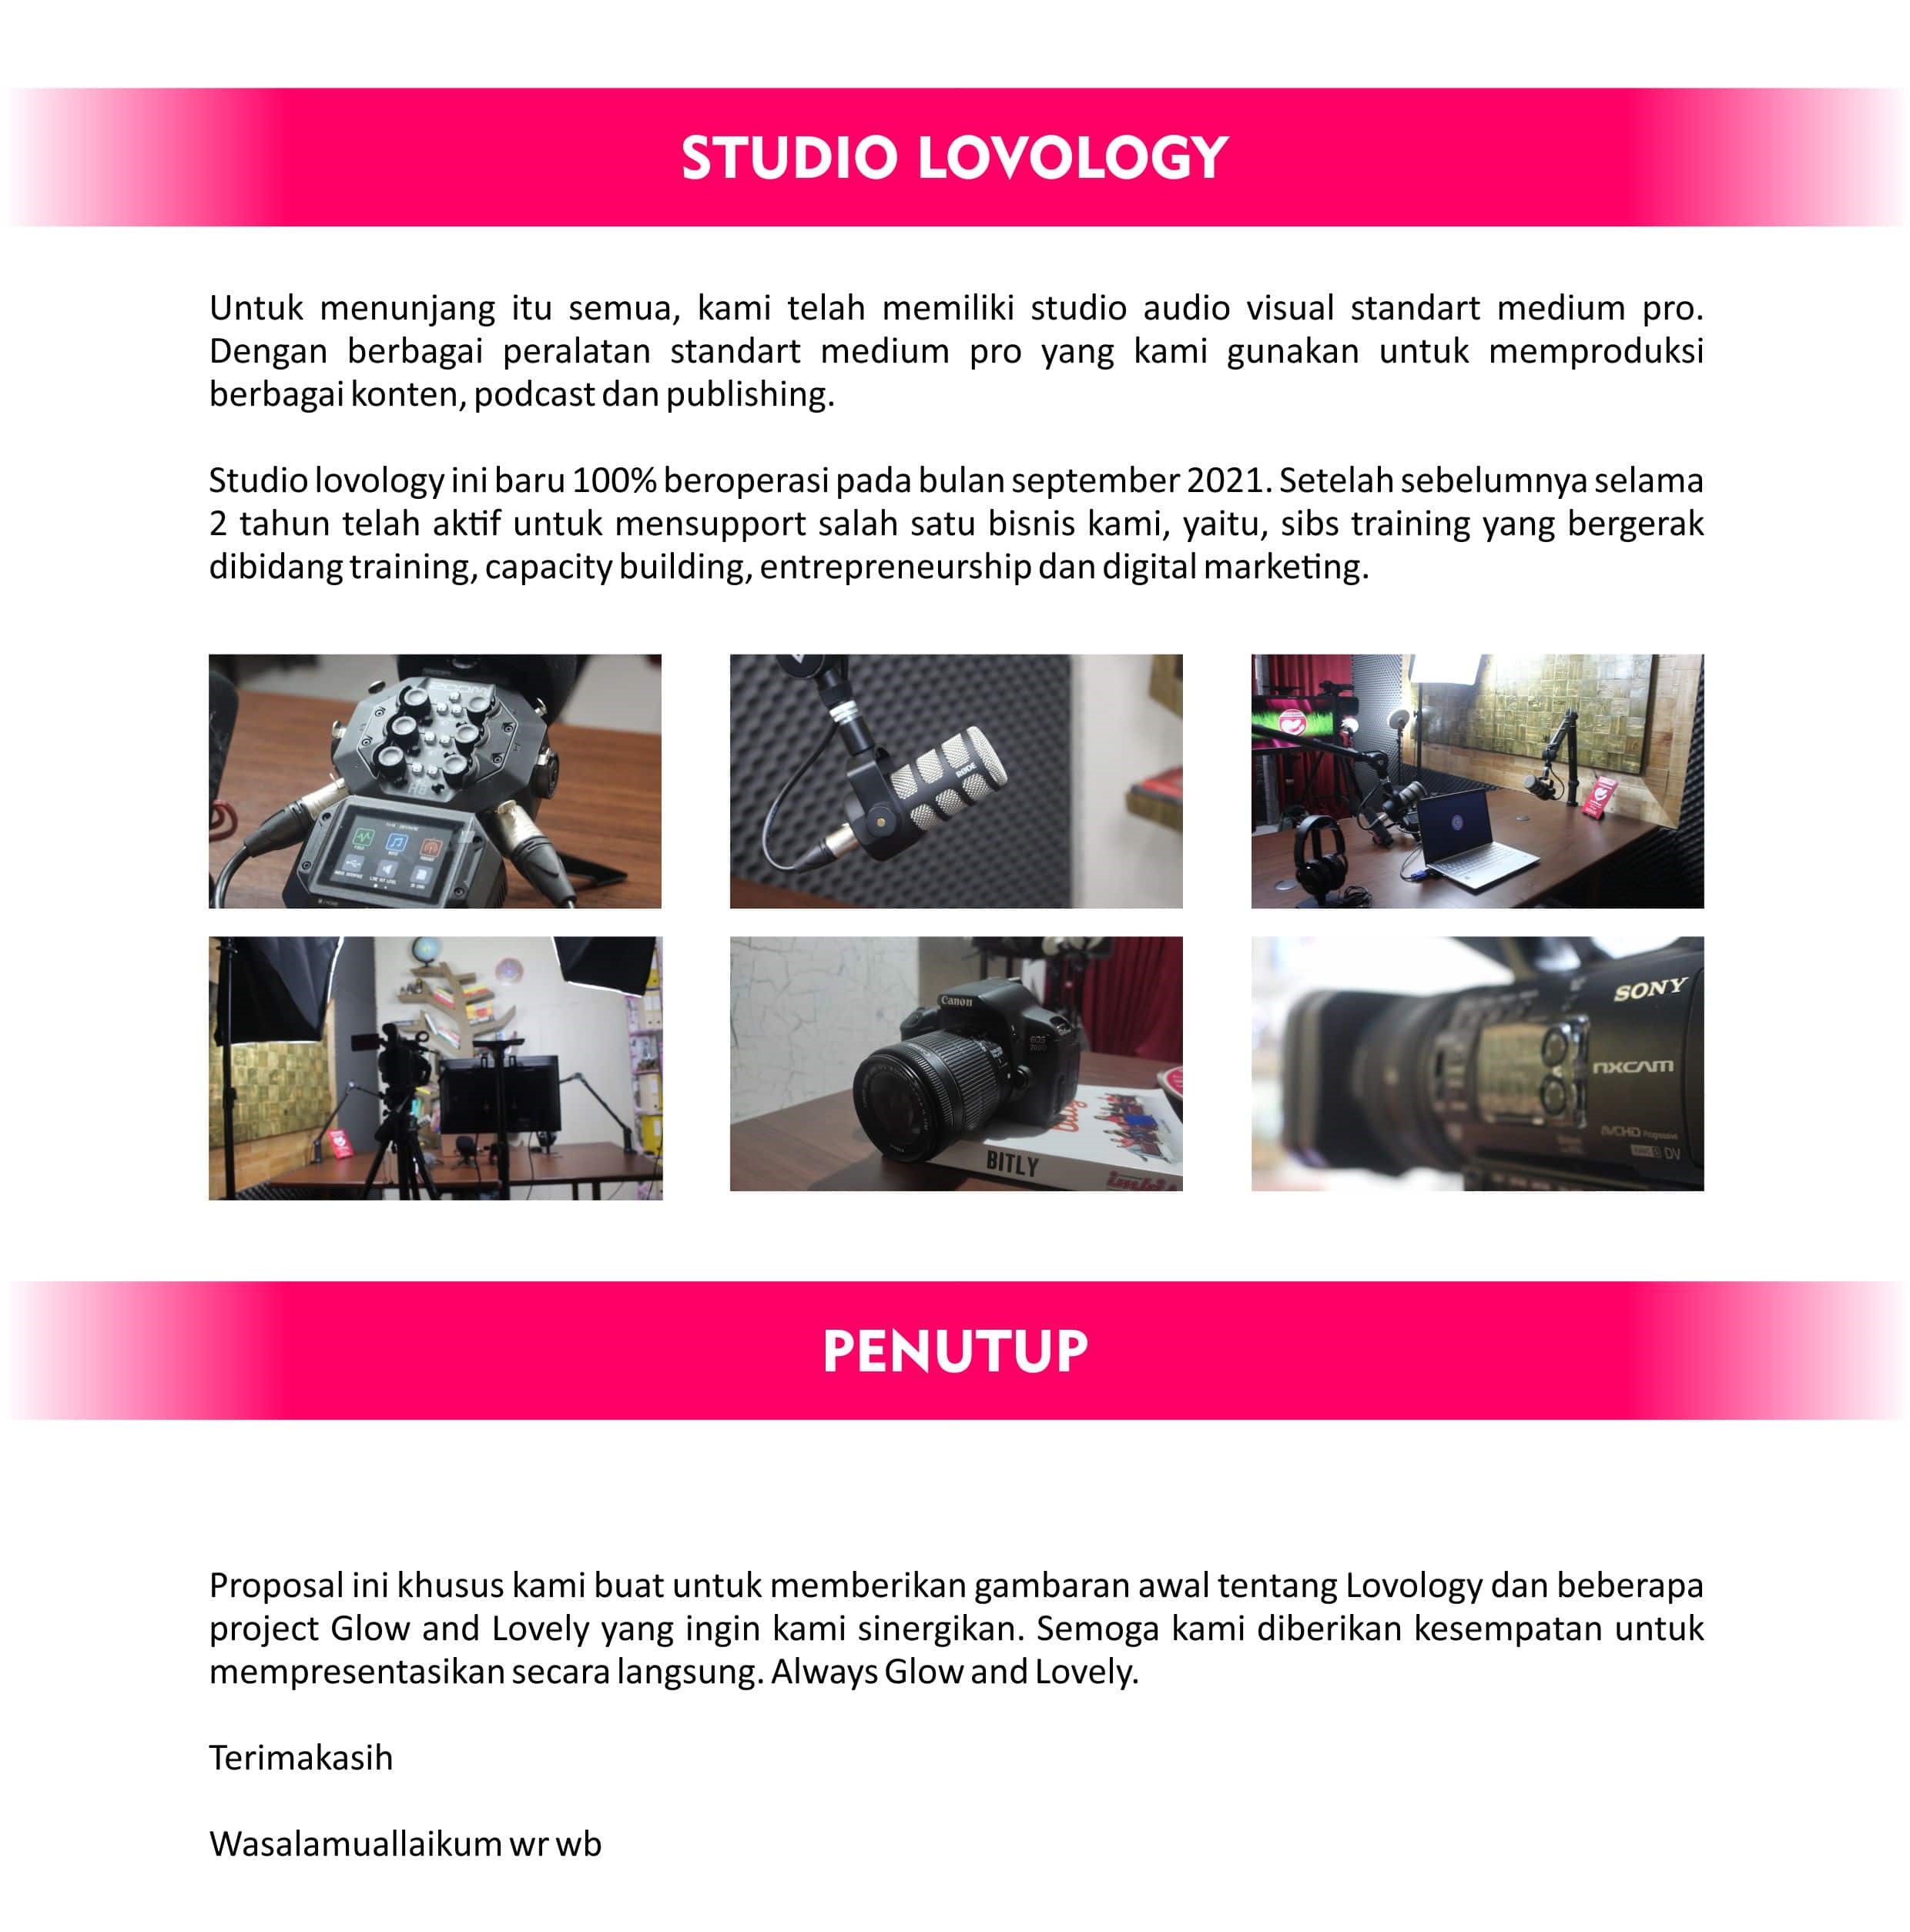 STUDIO LOVOLOGY
Untuk menunjang itu semua, kami telah memiliki studio audio visual standart medium pro.
Dengan berbagai peralatan standart medium pro yang kami gunakan untuk memproduksi
berbagai konten, podcast dan publishing.
Studio lovology ini baru 100% beroperasi pada bulan september 2021. Setelah sebelumnya selama
2 tahun telah aktif untuk mensupport salah satu bisnis kami, yaitu, sibs training yang bergerak
dibidang training, capacity building, entrepreneurship dan digital marketing.
ZOOM
H8
RØDE
Canon
EOS
BITLY
SONY
NXCAM
AVCHD Progressive
DV
PENUTUP
Proposal ini khusus kami buat untuk memberikan gambaran awal tentang Lovology dan beberapa
project Glow and Lovely yang ingin kami sinergikan. Semoga kami diberikan kesempatan untuk
mempresentasikan secara langsung. Always Glow and Lovely.
Terimakasih
Wasalamuallaikum wr wb